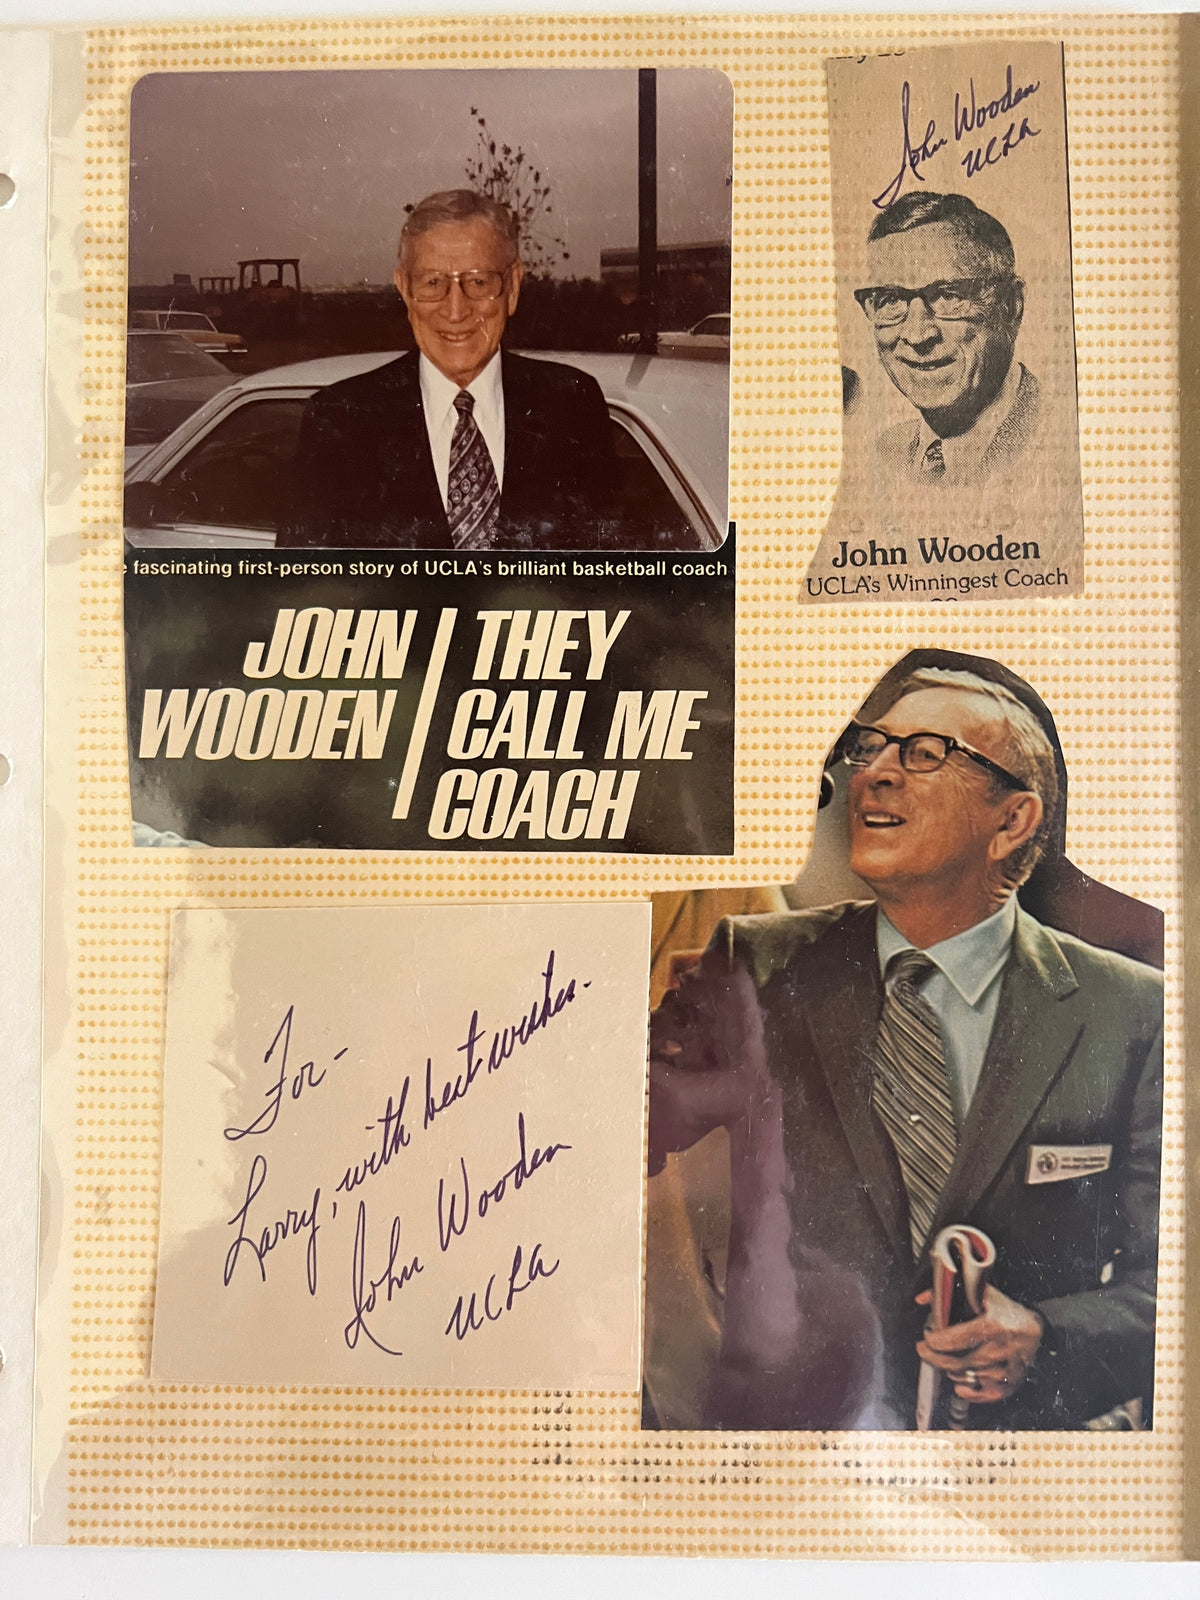 e fascinating first-person story of UCLA's brilliant basketball coach
JOHN
WOODEN
THEY
CALL ME
COACH
John Wooden
UCLA
John Wooden
UCLA's Winningest Coach
For-
Larry, with best wishes.
John Wooden
UCLA